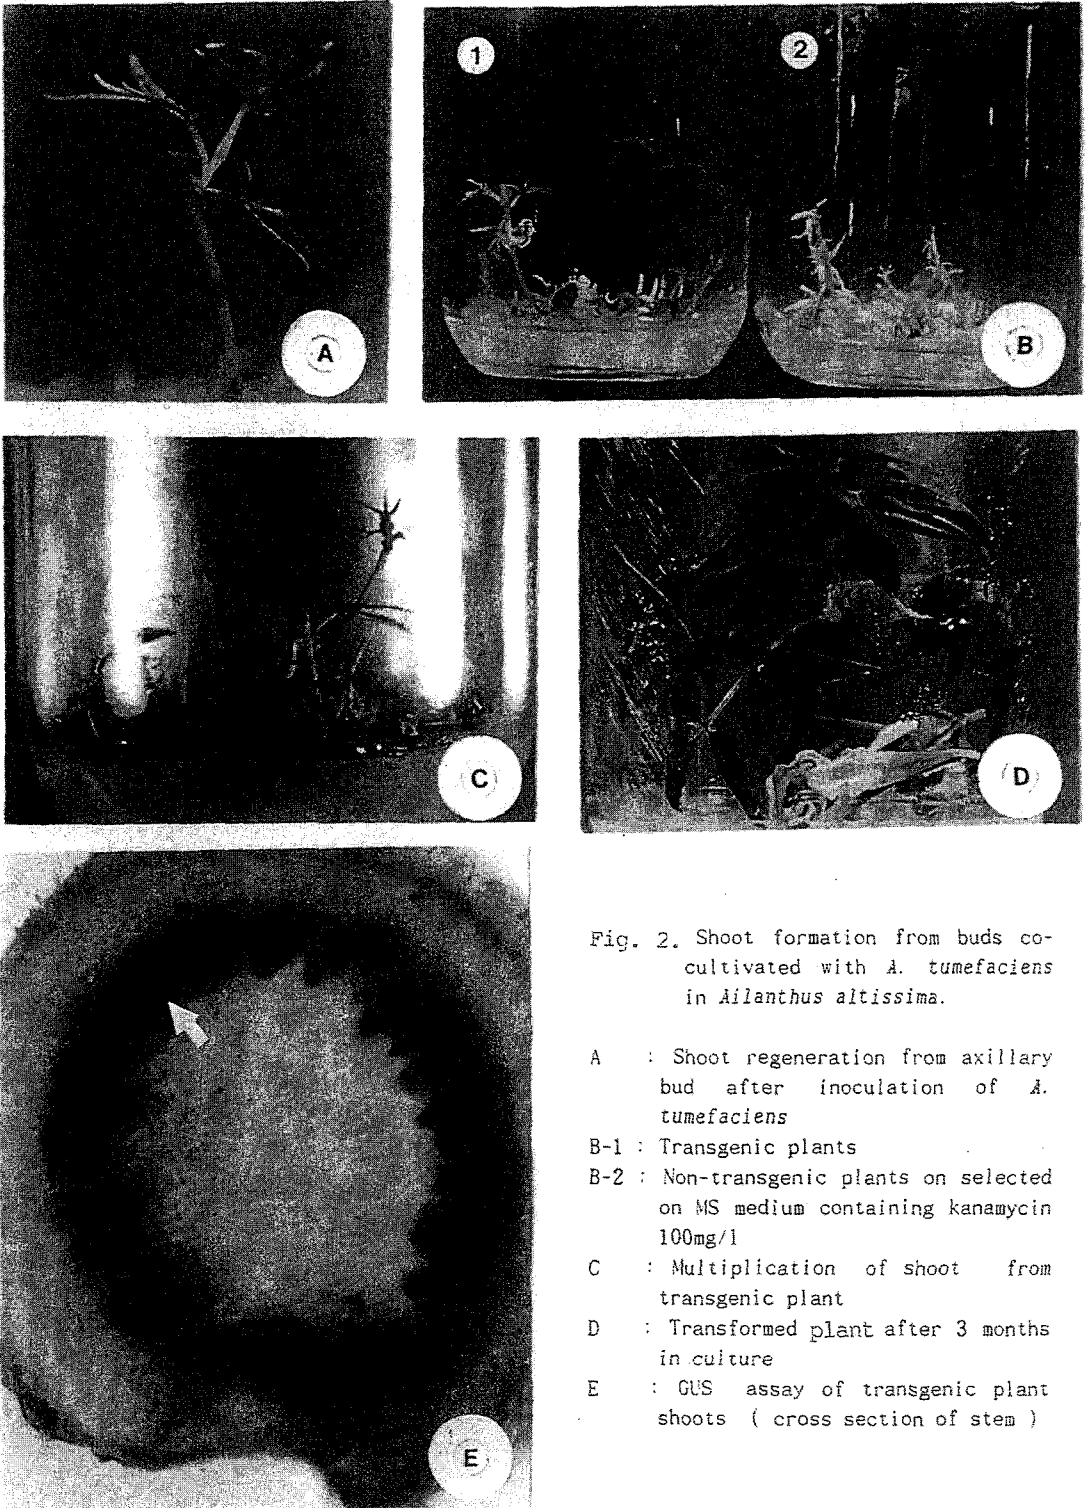 1
2
A
B
C
D
E
Fig. 2. Shoot formation from buds co-
cultivated with A. tumefaciens
in Ailanthus altissima.
A : Shoot regeneration from axillary
bud after inoculation of A.
tumefaciens
B-1 : Transgenic plants
B-2 : Non-transgenic plants on selected
on MS medium containing kanamycin
100mg/l
C : Multiplication of shoot from
transgenic plant
D : Transformed plant after 3 months
in culture
E : GUS assay of transgenic plant
shoots ( cross section of stem )